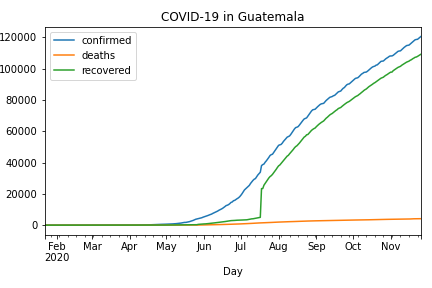 COVID-19 in Guatemala
confirmed
deaths
recovered
120000
100000
80000
60000
40000
20000
0
Feb Mar Apr May Jun Jul Aug Sep Oct Nov
2020
Day